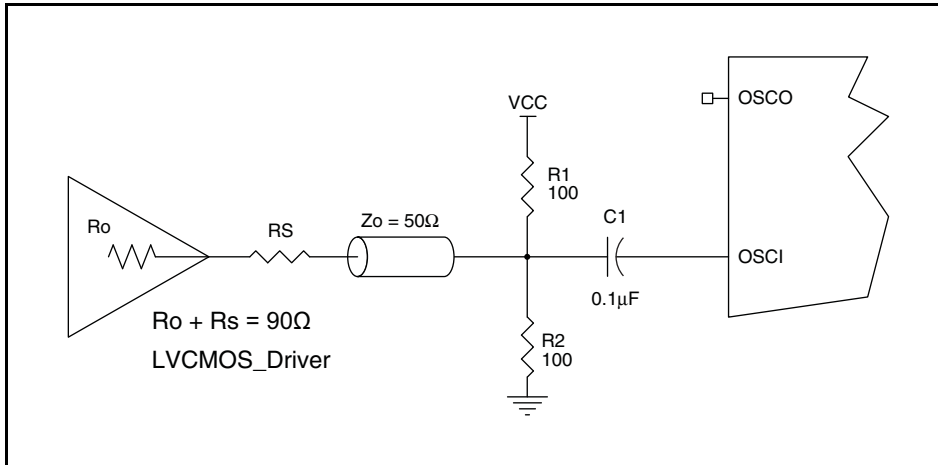 OSCO
VCC
R1
100
Ro
RS
Zo = 50Ω
C1
OSCI
0.1μF
Ro + Rs = 90Ω
LVCMOS_Driver
R2
100